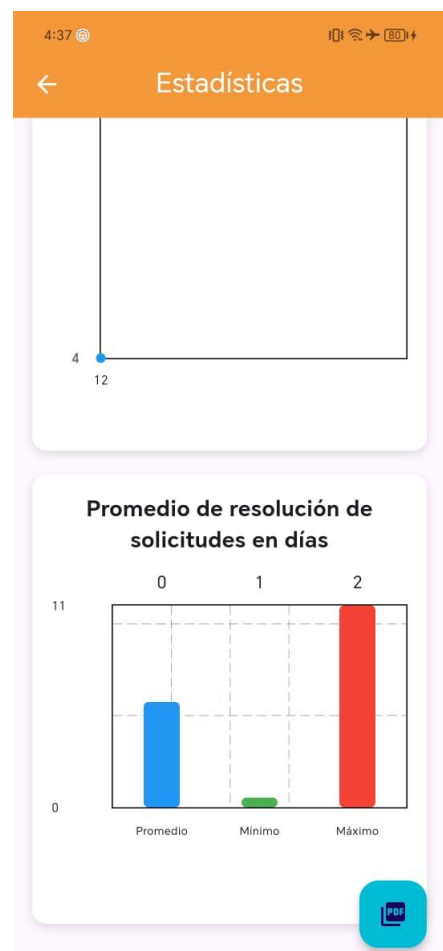 4:37
80
Estadísticas
4
12
Promedio de resolución de
solicitudes en días
0 1 2
11
0
Promedio Mínimo Máximo
PDF